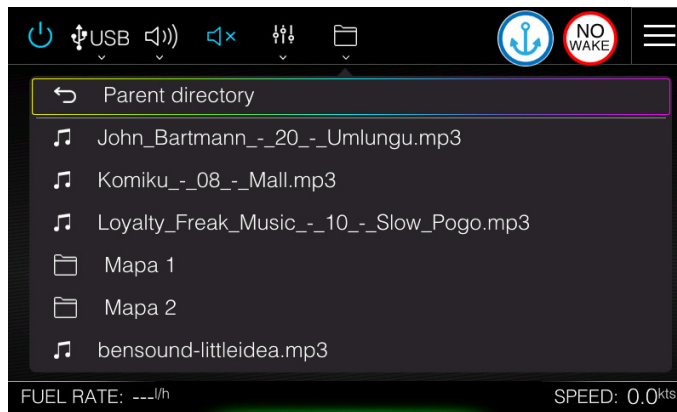 USB
NO
WAKE
Parent directory
John_Bartmann_-_20_-_Umlungu.mp3
Komiku_-_08_-_Mall.mp3
Loyalty_Freak_Music_-_10_-_Slow_Pogo.mp3
Mapa 1
Mapa 2
bensound-littleidea.mp3
FUEL RATE: ---l/h SPEED: 0.0kts